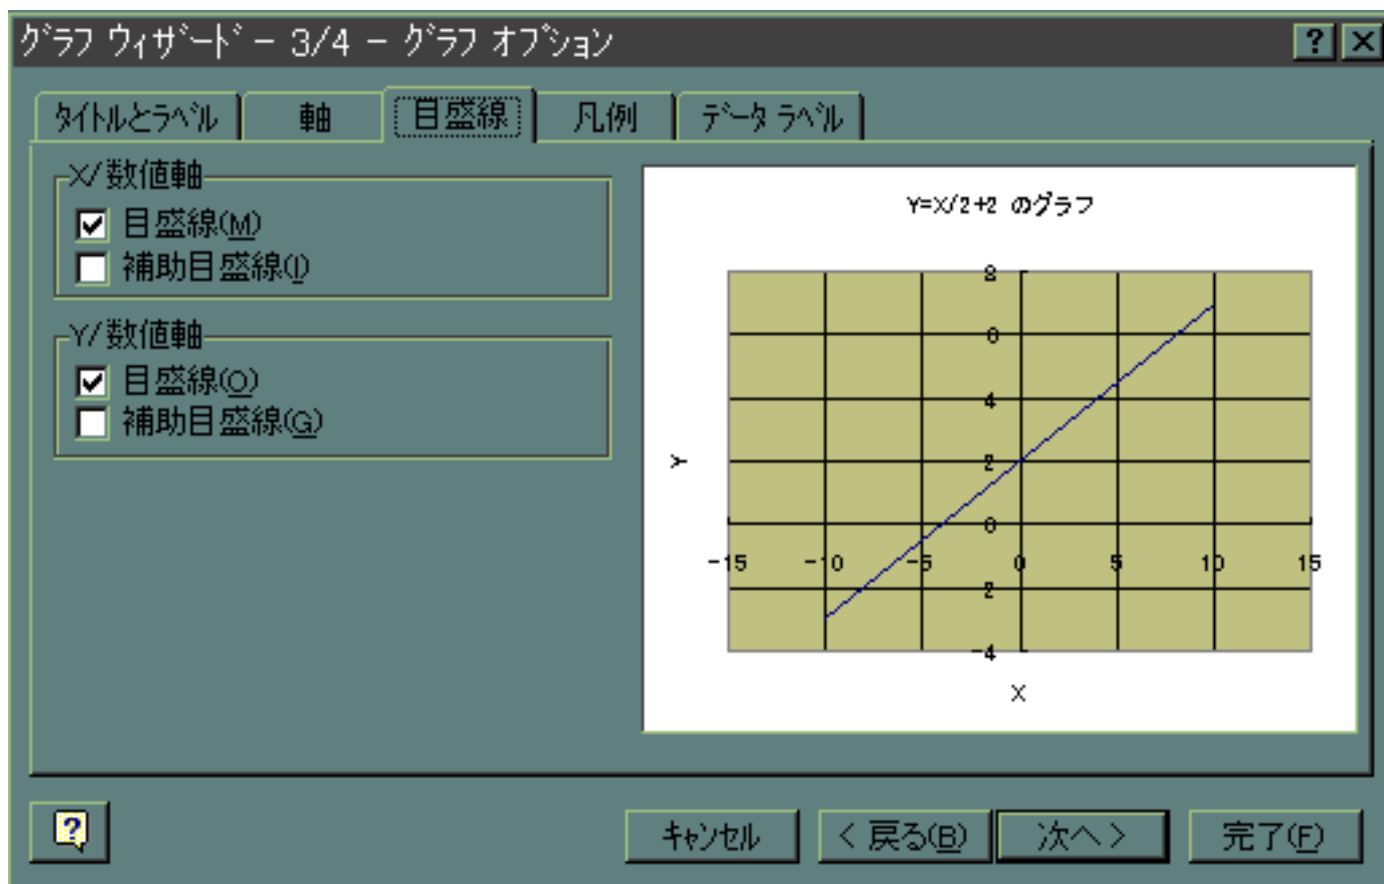 グラフ ウィザード - 3/4 - グラフ オプション
タイトルとラベル 軸 目盛線 凡例 データ ラベル
X/数値軸
目盛線(M)
補助目盛線(I)
Y/数値軸
目盛線(O)
補助目盛線(G)
Y=X/2+2 のグラフ
8
6
4
Y
2
0
-15 -10 -5 0 5 10 15
-2
-4
X
キャンセル < 戻る(B) 次へ > 完了(F)